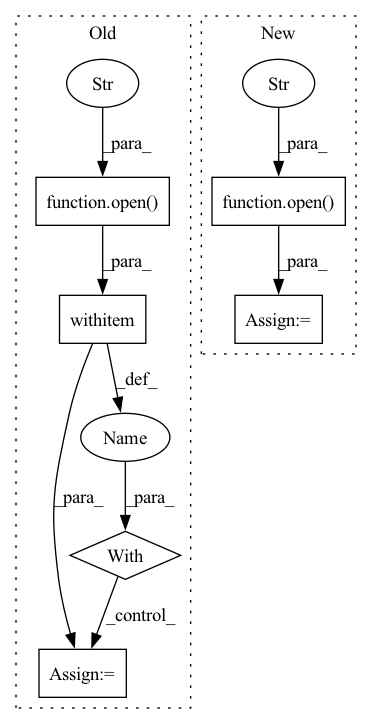 Old
New
Str
Str
_para_
_para_
function.open()
function.open()
_para_
_para_
withitem
Assign:=
_def_
Name
_para_
_para_
With
_control_
Assign:=